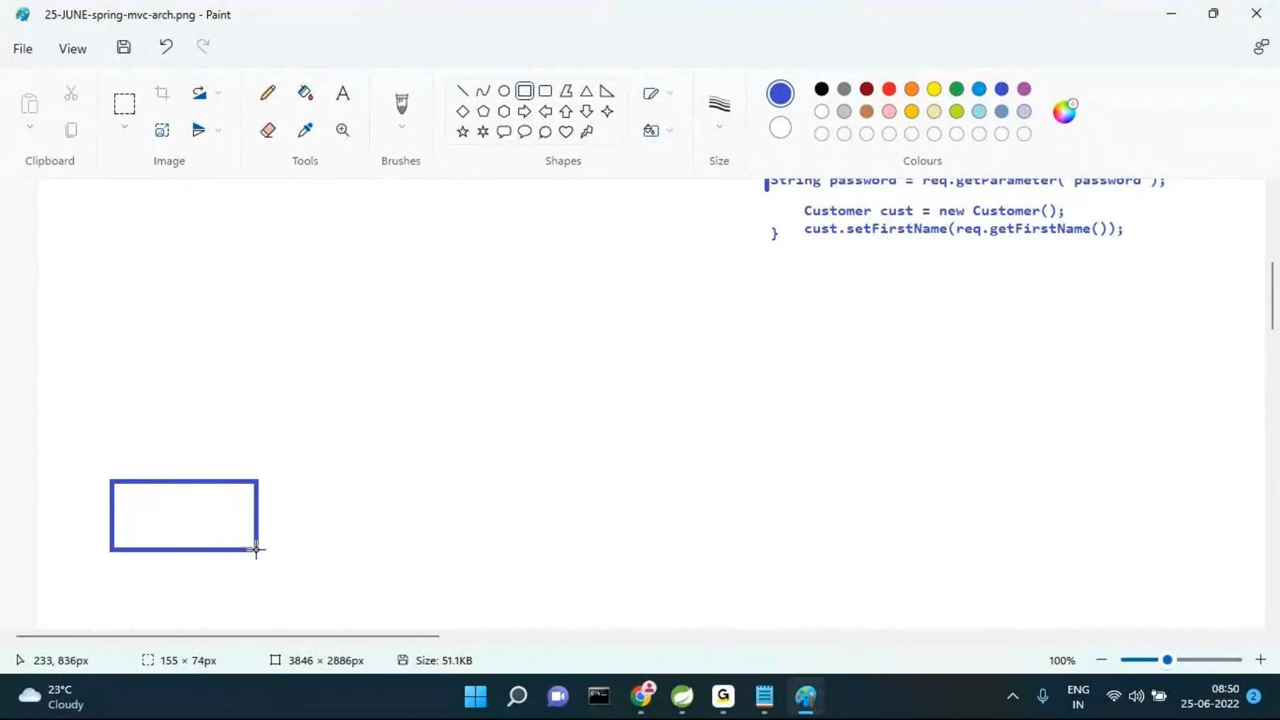 25-JUNE-spring-mvc-arch.png - Paint
File
View
A
Clipboard
Image
Tools
Brushes
Shapes
Size
Colours
String password = req.getParameter( password );
Customer cust = new Customer();
} cust.setFirstName(req.getFirstName());
233, 836px
155 × 74px
3846 × 2886px
Size: 51.1KB
100%
23°C
Cloudy
G
ENG
IN
08:50
25-06-2022
2